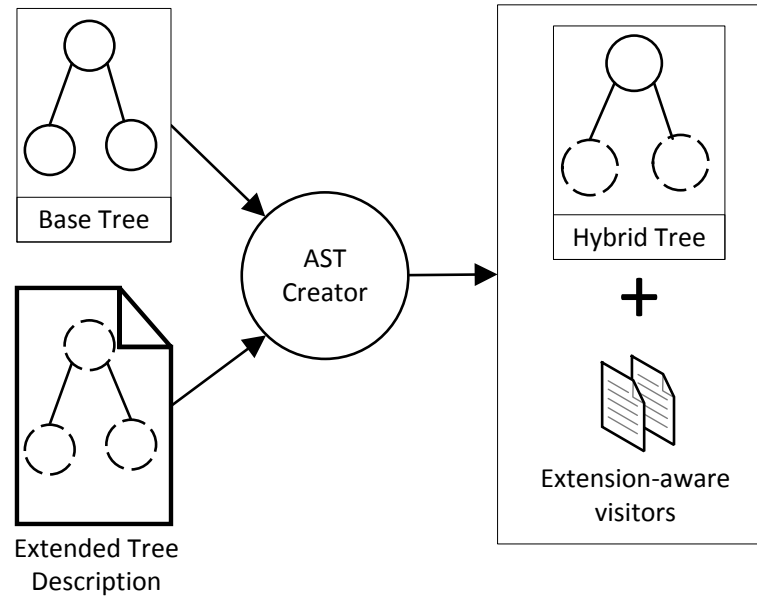 Base Tree
Extended Tree
Description
AST
Creator
Hybrid Tree
+
Extension-aware
visitors